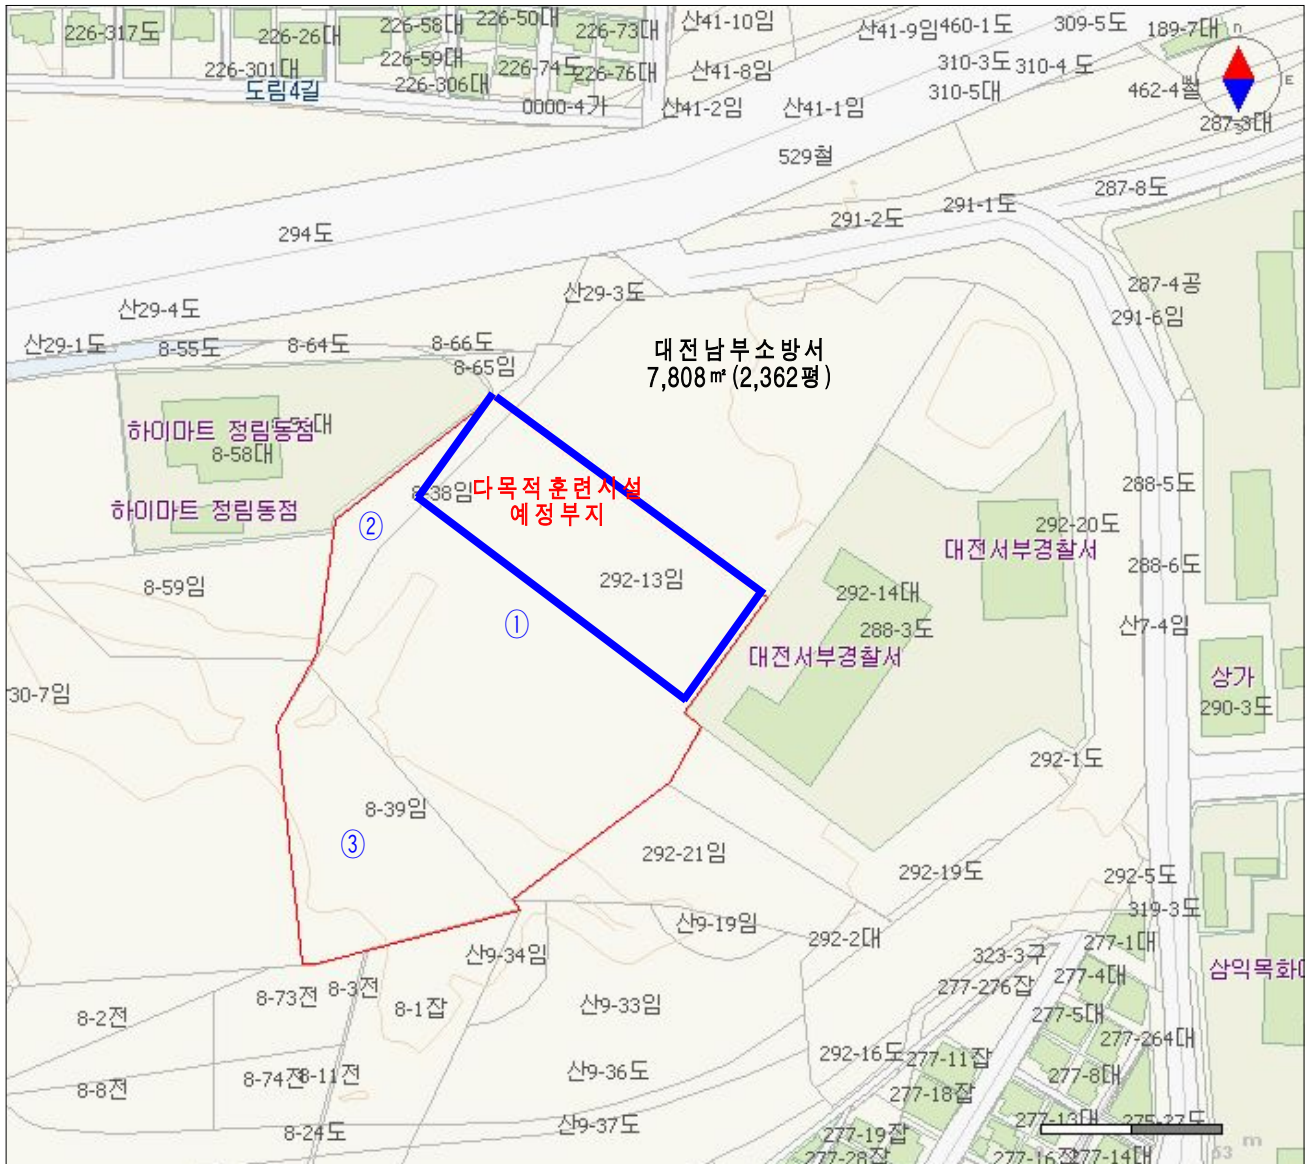 226-317도
226-26대
226-58대
226-50대
226-73대
산41-10임
산41-9임
460-1도
309-5도
189-7대
226-301대
226-59대
226-74도
226-76대
산41-8임
310-3도
310-4 도
도림4길
226-306대
0000-4가
산41-2임
산41-1임
310-5대
462-4철
E
287-3대
529철
287-8도
291-1도
291-2도
294도
산29-3도
287-4공
291-6임
산29-4도
산29-1도
8-55도
8-64도
8-66도
8-65임
대전남부소방서
7,808㎡(2,362평)
하이마트 정림동점
8-58대
8-38임
다목적훈련시설
예정부지
288-5도
하이마트 정림동점
②
292-20도
대전서부경찰서
8-59임
292-13임
292-14대
288-6도
①
288-3도
산7-4임
대전서부경찰서
상가
30-7임
290-3도
292-1도
8-39임
③
292-21임
292-19도
292-5도
319-3도
산9-19임
292-2대
277-1대
산9-34임
323-3구
277-4대
삼익목화
277-276잡
8-73전
8-3전
8-1잡
산9-33임
277-5대
8-2전
277-264대
292-16도
277-11잡
산9-36도
277-8대
8-74전
8-11전
8-8전
277-18잡
277-13대
275-27도
산9-37도
8-24도
277-19잡
277-28잡
277-14대
m